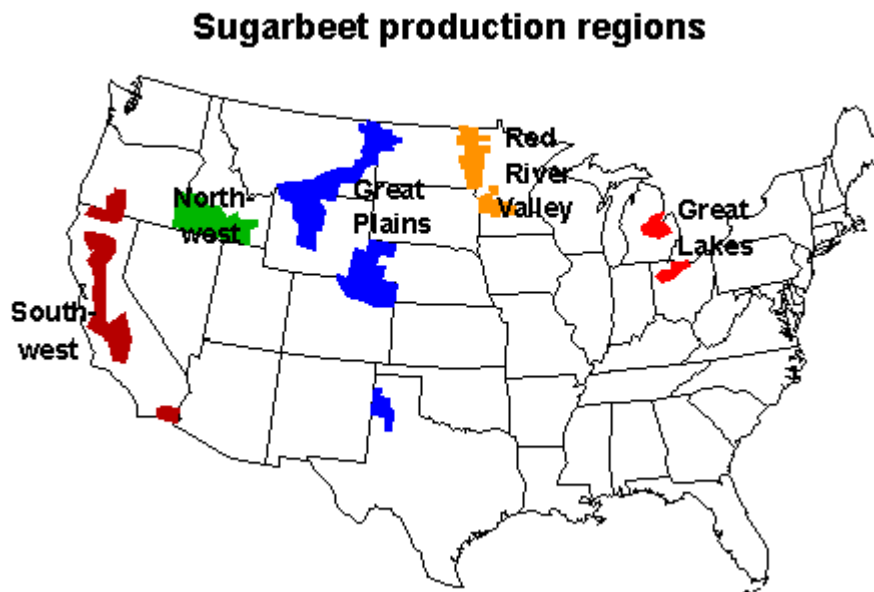 Sugarbeet production regions
Red
River
Valley
North-
west
Great
Plains
Great
Lakes
South-
west